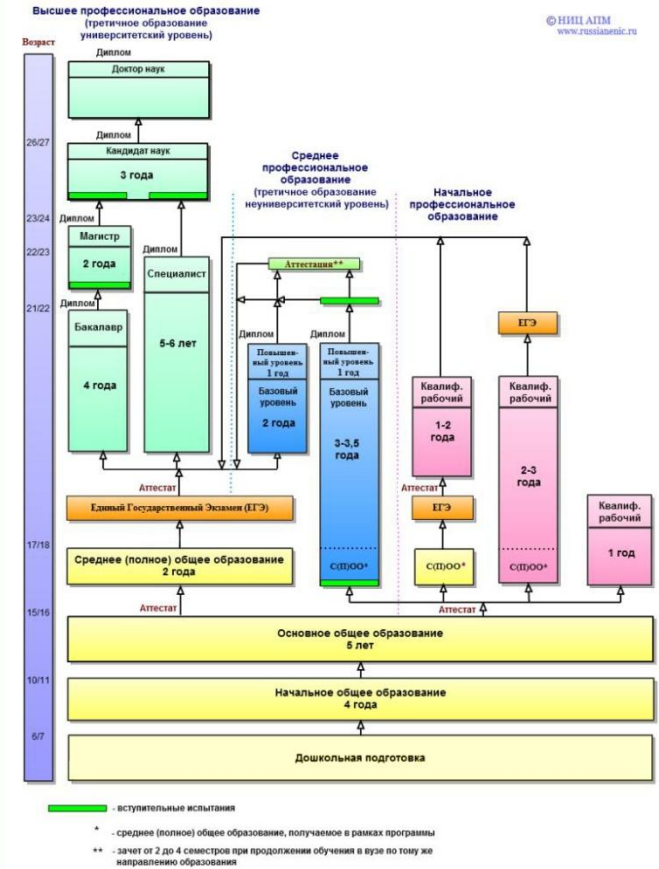 Высшее профессиональное образование
(третичное образование
университетский уровень)
© НИЦ АПМ
www.russianenic.ru
Возраст
Диплом
Доктор наук
26/27
Диплом
Кандидат наук
3 года
Среднее
профессиональное
образование
(третичное образование
неуниверситетский уровень)
Начальное
профессиональное
образование
23/24
Диплом
Диплом
22/23
Магистр
2 года
Специалист
5-6 лет
Аттестация**
21/22
Диплом
Бакалавр
4 года
Диплом
Повышен-
ный уровень
1 год
Базовый
уровень
2 года
Диплом
Повышен-
ный уровень
1 год
Базовый
уровень
3-3,5
года
С(П)ОО*
ЕГЭ
Квалиф.
рабочий
1-2
года
Аттестат
ЕГЭ
С(П)ОО*
Квалиф.
рабочий
2-3
года
С(П)ОО*
Квалиф.
рабочий
1 год
Аттестат
Единый Государственный Экзамен (ЕГЭ)
17/18
Среднее (полное) общее образование
2 года
15/16
Аттестат
Аттестат
Основное общее образование
5 лет
10/11
Начальное общее образование
4 года
6/7
Дошкольная подготовка
- вступительные испытания
* - среднее (полное) общее образование, получаемое в рамках программы
** - зачет от 2 до 4 семестров при продолжении обучения в вузе по тому же
направлению образования